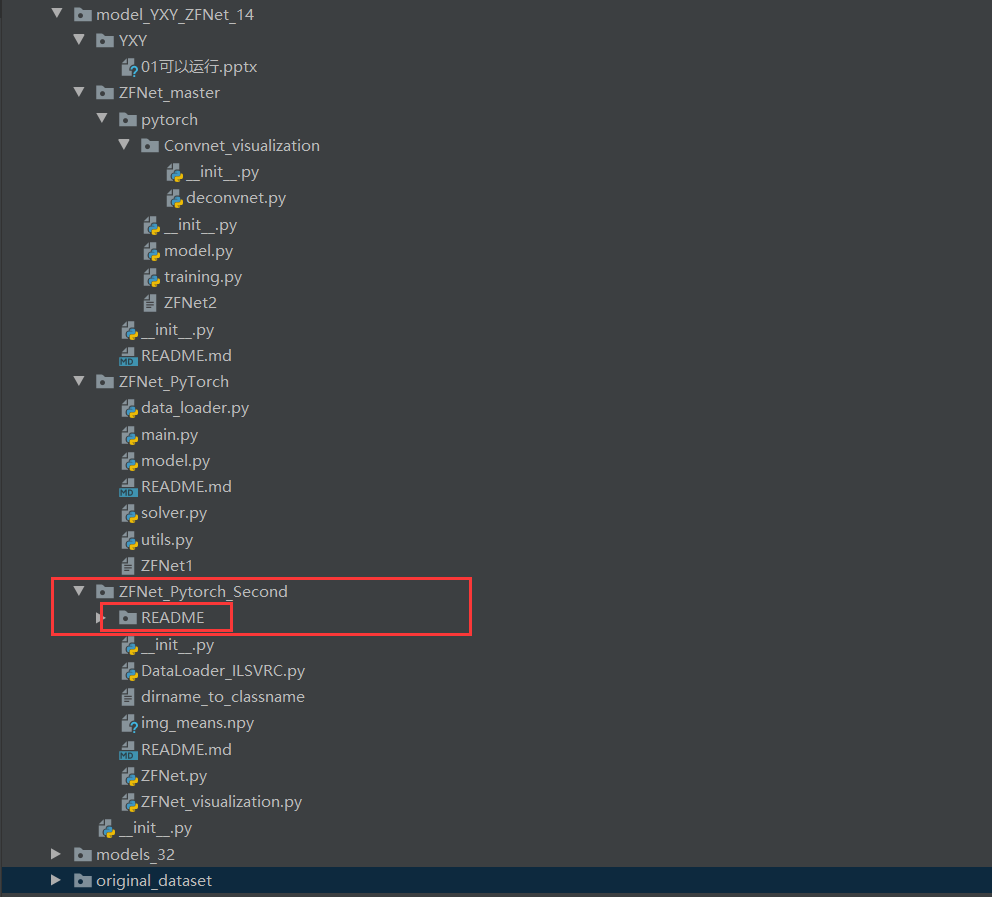 model_YXY_ZFNet_14
YXY
01可以运行.pptx
ZFNet_master
pytorch
Convnet_visualization
__init__.py
deconvnet.py
__init__.py
model.py
training.py
ZFNet2
__init__.py
MD README.md
ZFNet_PyTorch
data_loader.py
main.py
model.py
MD README.md
solver.py
utils.py
ZFNet1
ZFNet_Pytorch_Second
README
__init__.py
DataLoader_ILSVRC.py
dirname_to_classname
img_means.npy
MD README.md
ZFNet.py
ZFNet_visualization.py
__init__.py
models_32
original_dataset